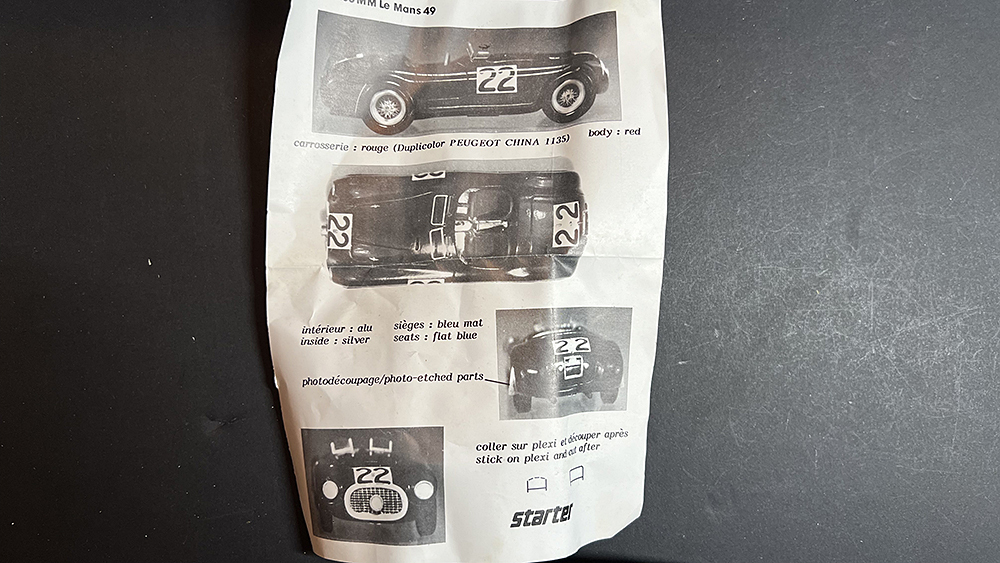 MM Le Mans 49
22
carrosserie : rouge (Duplicolor PEUGEOT CHINA 1135) body : red
22
22
intérieur : alu sièges : bleu mat
inside : silver seats : flat blue
22
photodécoupage/photo-etched parts
coller sur plexi et découper après
stick on plexi and cut after
22
starter